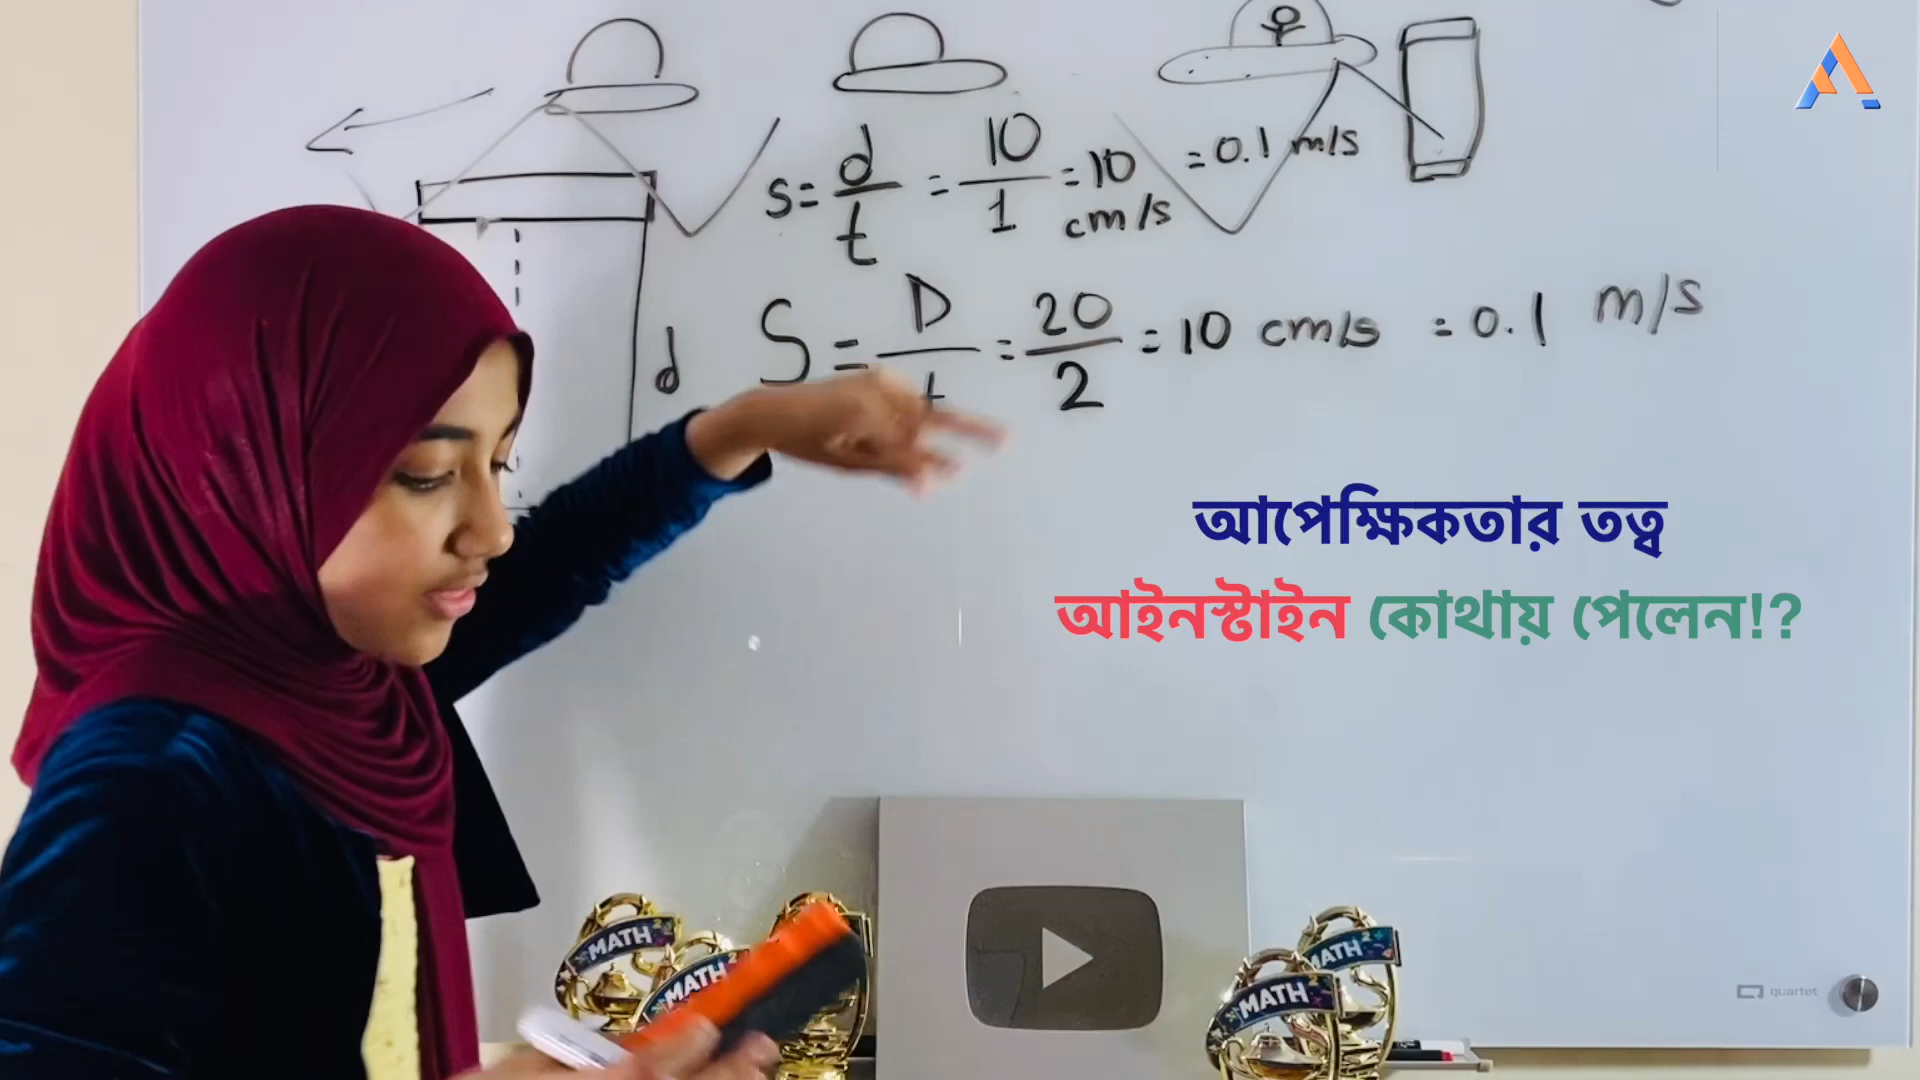 s = d/t = 10/1 = 10 cm/s = 0.1 m/s
d
S = D/t = 20/2 = 10 cm/s = 0.1 m/s
আপেক্ষিকতার তত্ব
আইনস্টাইন কোথায় পেলেন!?
MATH
MATH
MATH
MATH
quartet